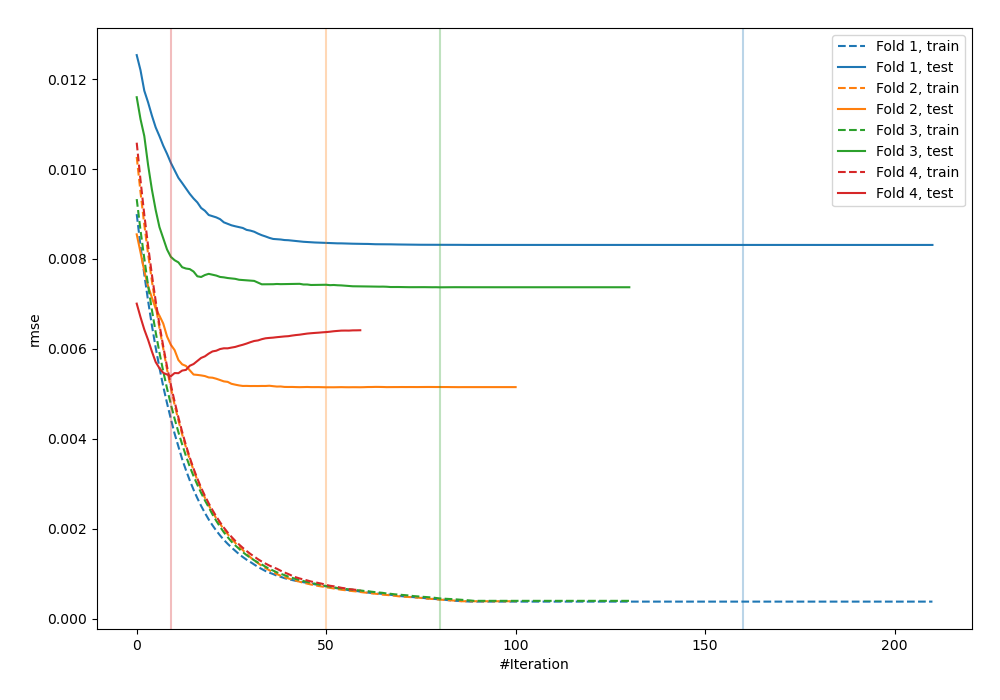 0.012
0.010
0.008
0.006
0.004
0.002
0.000
rmse
0
50
100
150
200
#Iteration
Fold 1, train
Fold 1, test
Fold 2, train
Fold 2, test
Fold 3, train
Fold 3, test
Fold 4, train
Fold 4, test